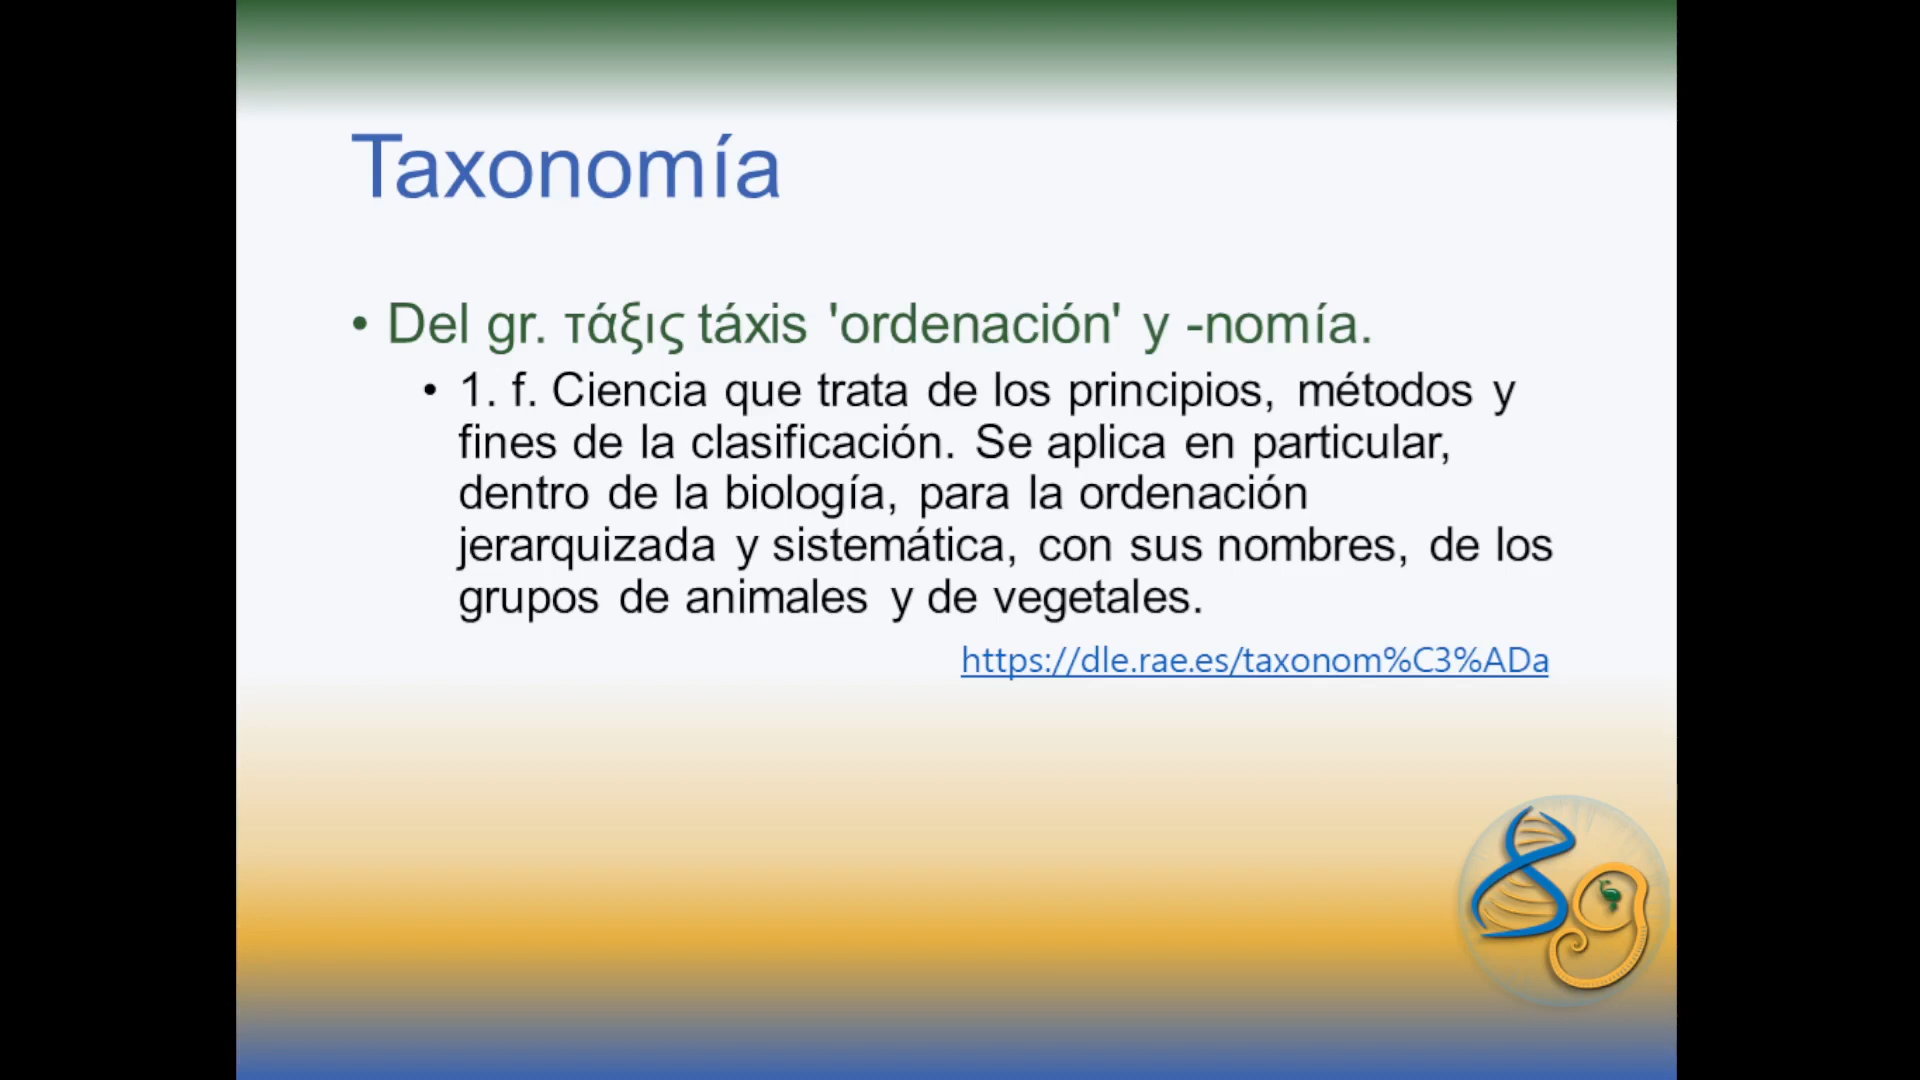 Taxonomía
• Del gr. τάξις táxis 'ordenación' y -nomía.
• 1. f. Ciencia que trata de los principios, métodos y
fines de la clasificación. Se aplica en particular,
dentro de la biología, para la ordenación
jerarquizada y sistemática, con sus nombres, de los
grupos de animales y de vegetales.
https://dle.rae.es/taxonom%C3%ADa